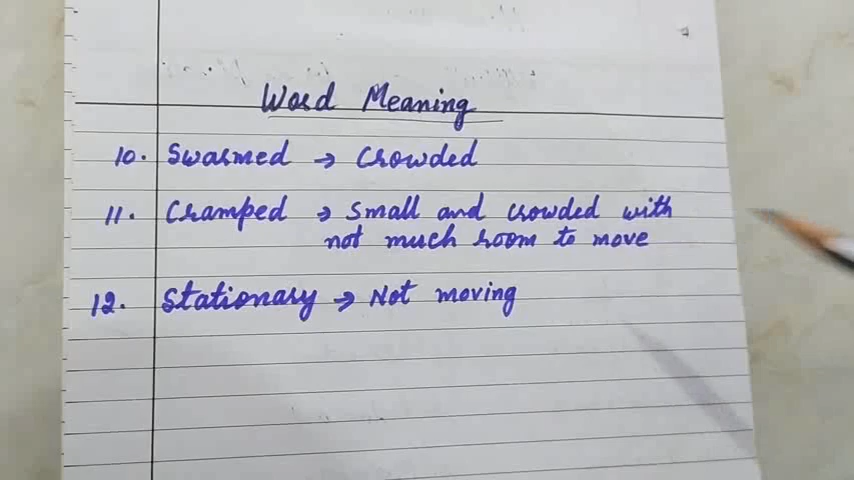 Word Meaning
10. Swarmed → Crowded
11. Cramped → Small and crowded with
not much room to move
12. Stationary → Not moving